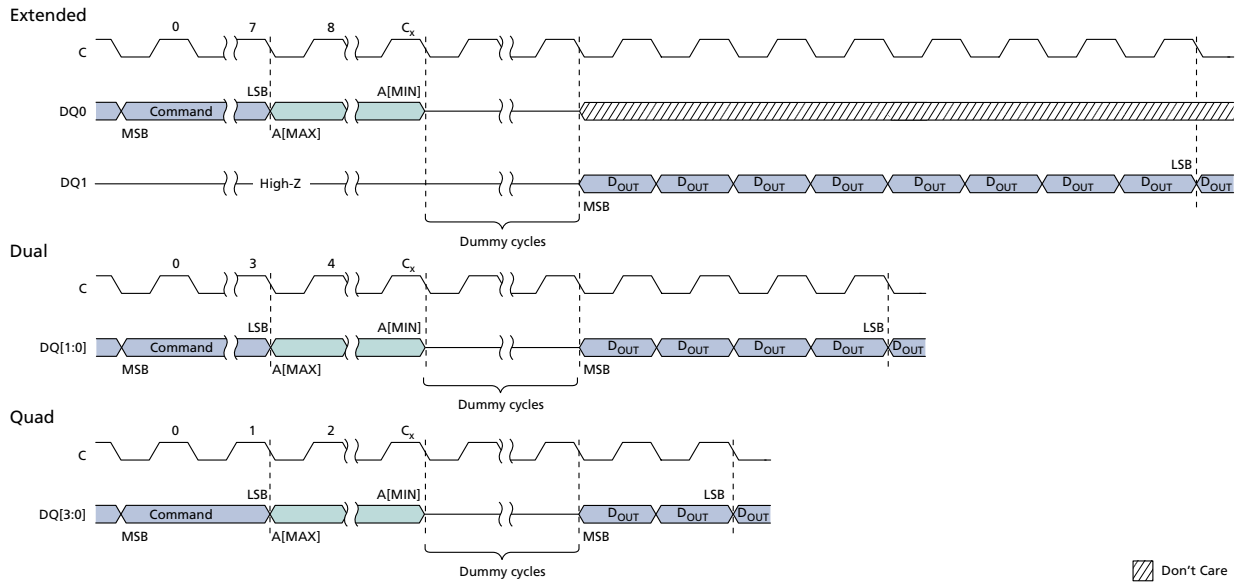 Extended
0 7 8 Cx
C
LSB A[MIN]
DQ0 Command
MSB A[MAX]
LSB
DQ1 High-Z DOUT DOUT DOUT DOUT DOUT DOUT DOUT DOUT DOUT
MSB
Dummy cycles
Dual
0 3 4 Cx
C
LSB A[MIN] LSB
DQ[1:0] Command DOUT DOUT DOUT DOUT DOUT
MSB A[MAX] MSB
Dummy cycles
Quad
0 1 2 Cx
C
LSB A[MIN] LSB
DQ[3:0] Command DOUT DOUT DOUT
MSB A[MAX] MSB
Dummy cycles
Don't Care